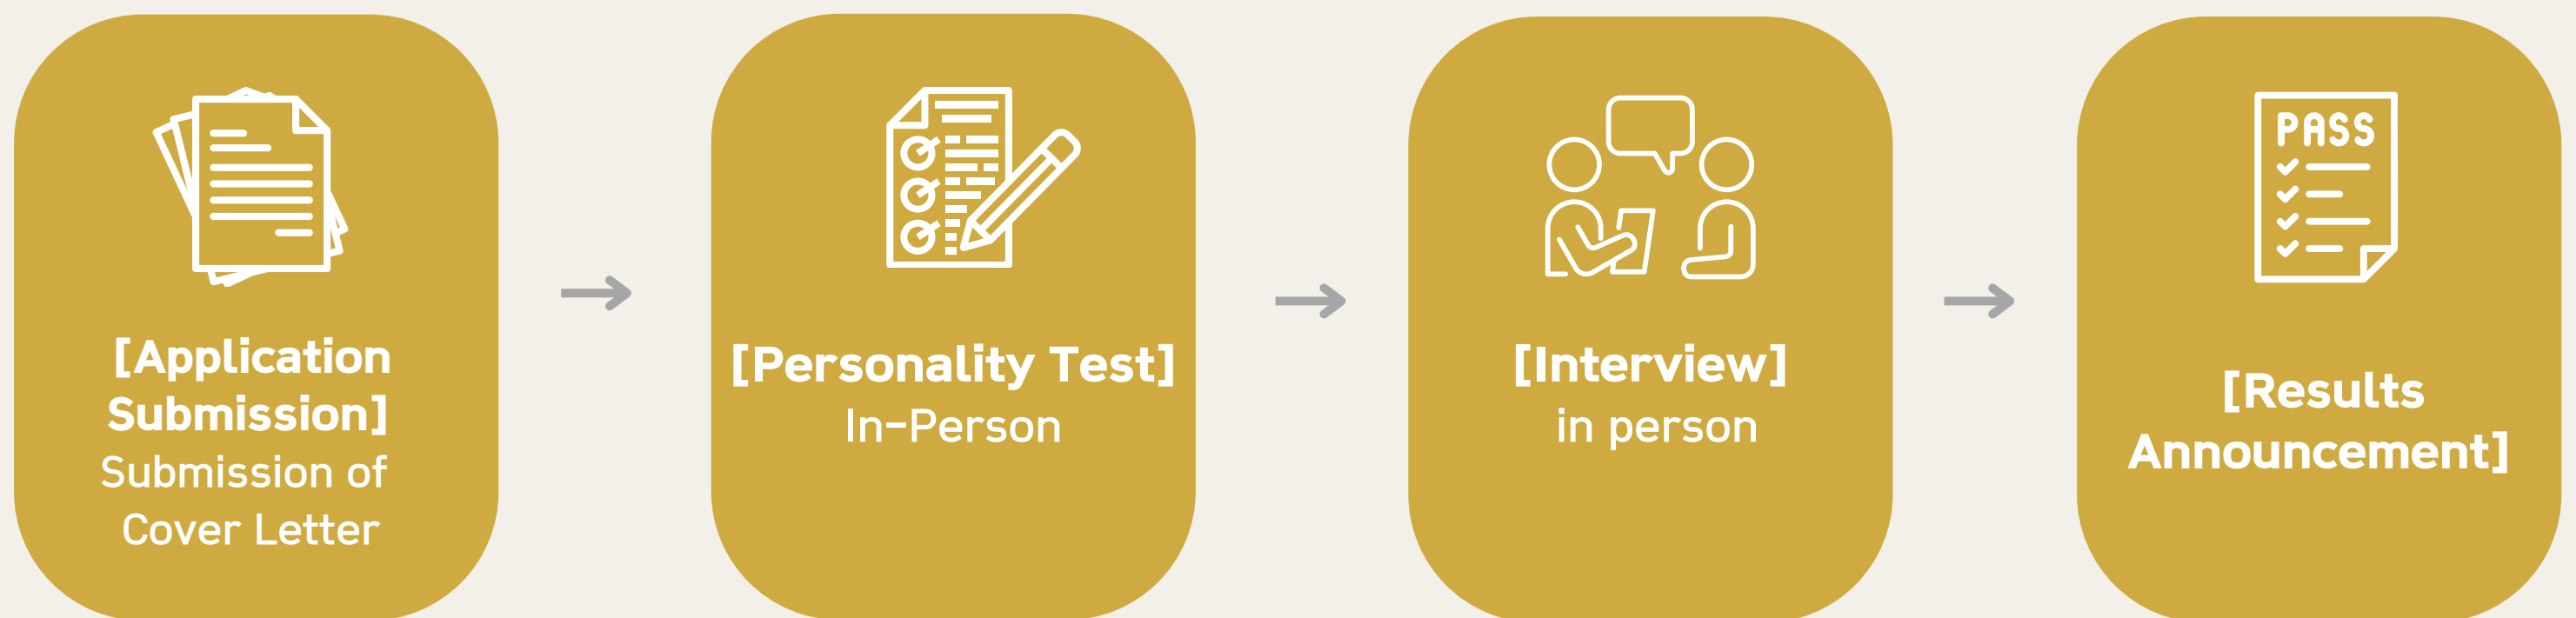 [Application
Submission]
Submission of
Cover Letter
[Personality Test]
In-Person
[Interview]
in person
PASS
[Results
Announcement]